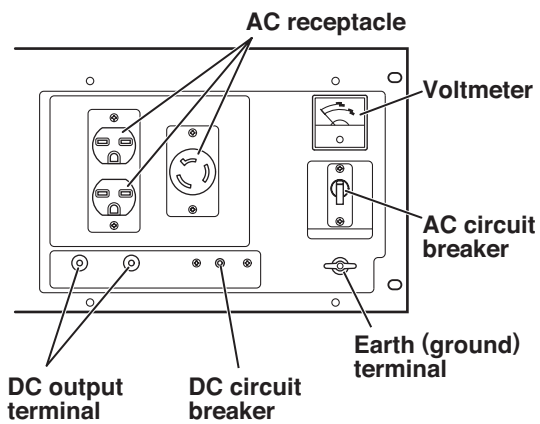 AC receptacle
Voltmeter
AC circuit
breaker
Earth (ground)
terminal
DC output
terminal
DC circuit
breaker